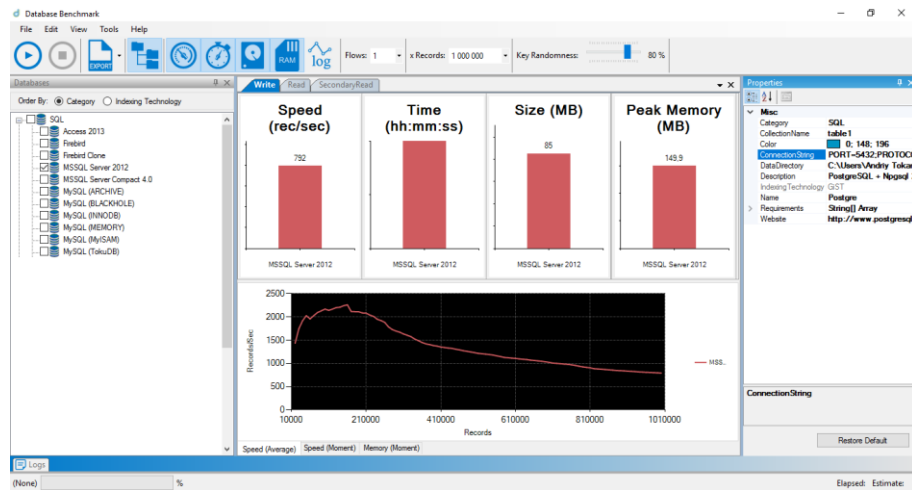 Database Benchmark
File Edit View Tools Help
EXPORT
RAM
log
Flows: 1
x Records: 1 000 000
Key Randomness:
80 %
Databases
Order By: Category Indexing Technology
SQL
Access 2013
Firebird
Firebird Clone
MSSQL Server 2012
MSSQL Server Compact 4.0
MySQL (ARCHIVE)
MySQL (BLACKHOLE)
MySQL (INNODB)
MySQL (MEMORY)
MySQL (MyISAM)
MySQL (TokuDB)
Write Read SecondaryRead
Speed
(rec/sec)
792
MSSQL Server 2012
Time
(hh:mm:ss)
MSSQL Server 2012
Size (MB)
85
MSSQL Server 2012
Peak Memory
(MB)
149.9
MSSQL Server 2012
Records/Sec
2500
2000
1500
1000
500
0
10000 210000 410000 610000 810000 1010000
Records
MSS..
Speed (Average) Speed (Moment) Memory (Moment)
Properties
Misc
Category SQL
CollectionName table1
Color 0; 148; 196
ConnectionString PORT=5432;PROTOCO
DataDirectory C:\Users\Andriy Tokar
Description PostgreSQL + Npgsql
IndexingTechnology GiST
Name Postgre
Requirements String[] Array
Website http://www.postgresql
ConnectionString
Restore Default
Logs
(None) %
Elapsed: Estimate: